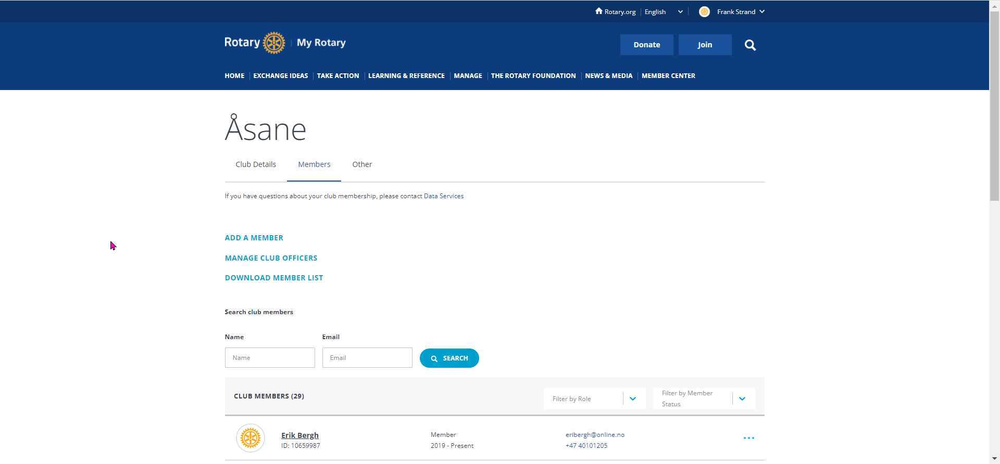 Rotary.org English Frank Strand
Rotary | My Rotary
Donate Join
HOME EXCHANGE IDEAS TAKE ACTION LEARNING & REFERENCE MANAGE THE ROTARY FOUNDATION NEWS & MEDIA MEMBER CENTER
Åsane
Club Details Members Other
If you have questions about your club membership, please contact Data Services
ADD A MEMBER
MANAGE CLUB OFFICERS
DOWNLOAD MEMBER LIST
Search club members
Name Email
Name Email SEARCH
CLUB MEMBERS (29) Filter by Role Filter by Member
Status
Erik Bergh Member eribergh@online.no
ID: 10659987 2019 - Present +47 40101205